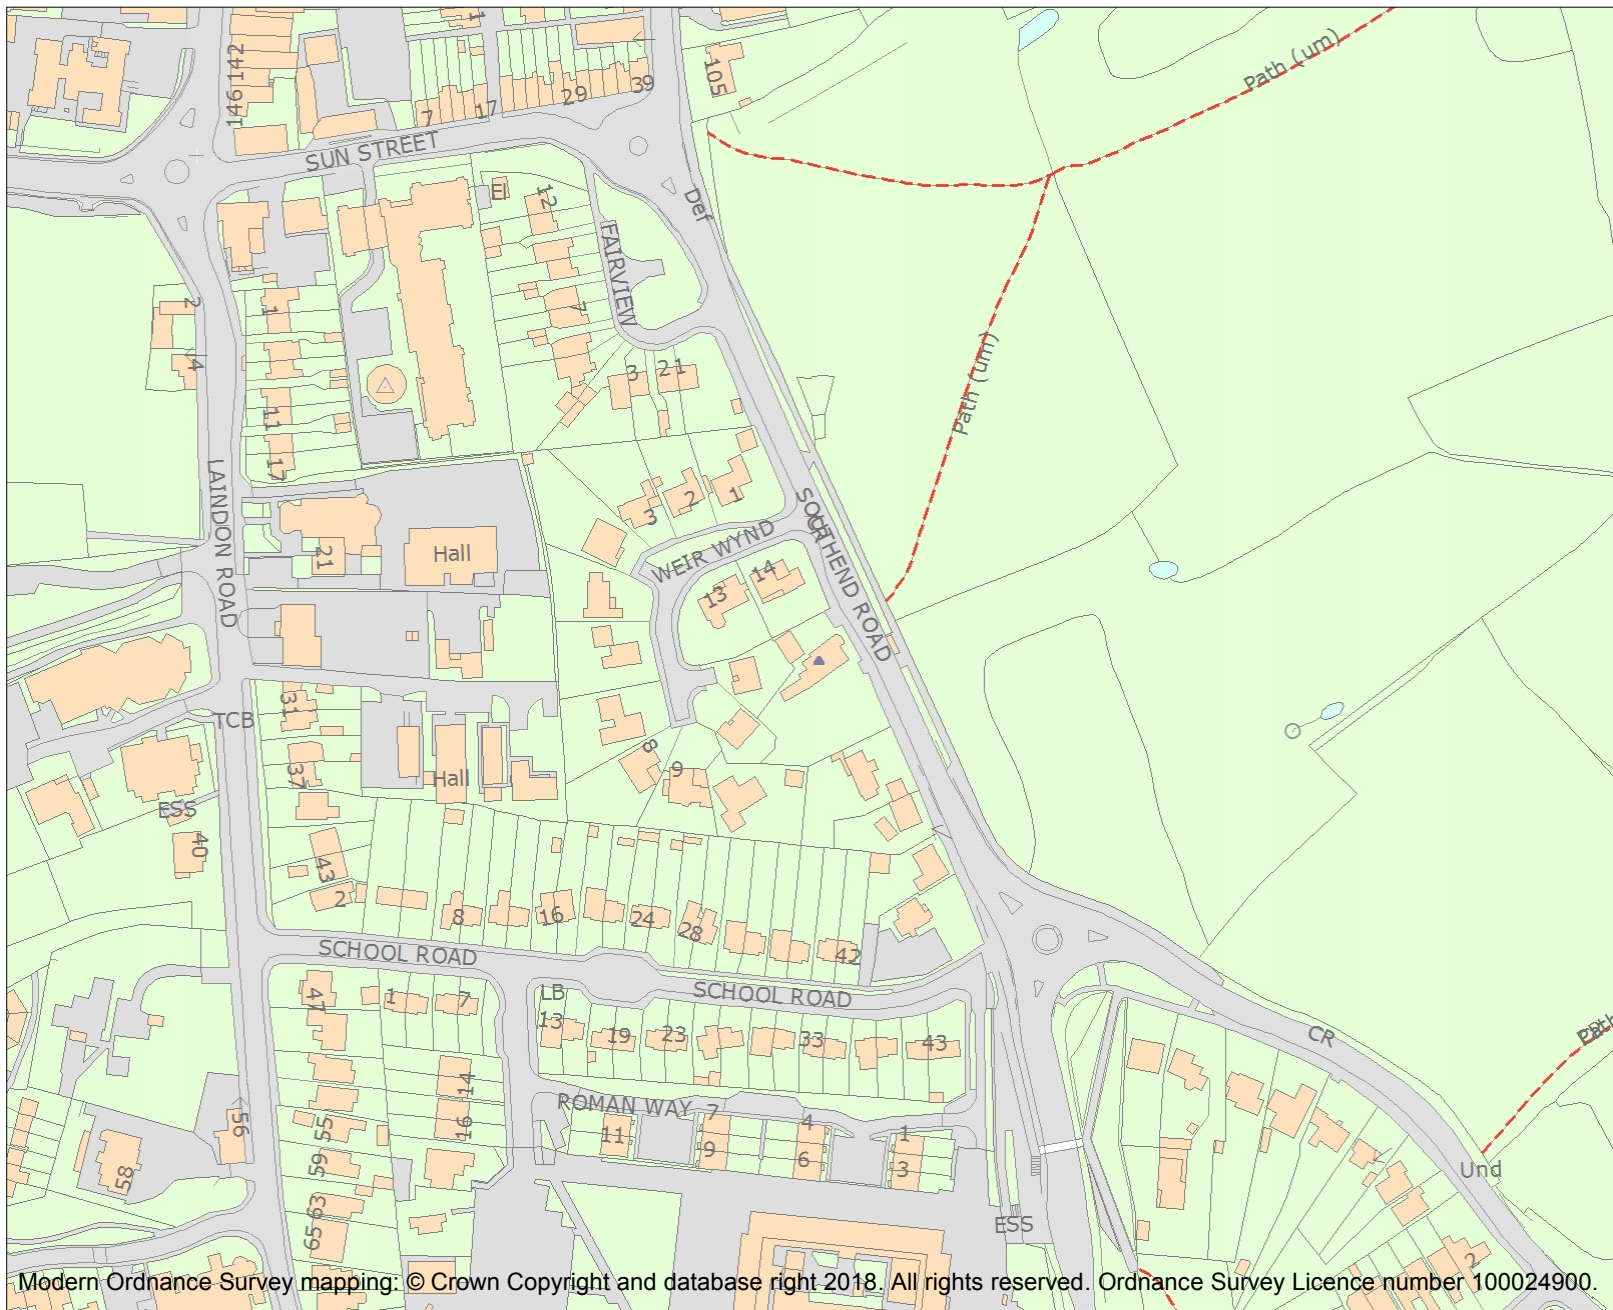 1
146 142
105
39
29
17
7
Path (um)
SUN STREET
El
12
Def
FAIRVIEW
2
1
7
4
3
2 1
Path (um)
11
17
LAINDON ROAD
3
2
1
SOUTHEND ROAD
CR
WEIR WYND
21
Hall
14
13
31
TCB
8
9
37
Hall
ESS
40
43
2
8
16
24
28
42
SCHOOL ROAD
SCHOOL ROAD
47
1
7
LB
13
19
23
33
43
CR
Path
14
16
ROMAN WAY
7
4
1
11
9
6
3
56
55
58
59
63
65
Und
ESS
2
Modern Ordnance Survey mapping: © Crown Copyright and database right 2018. All rights reserved. Ordnance Survey Licence number 100024900.